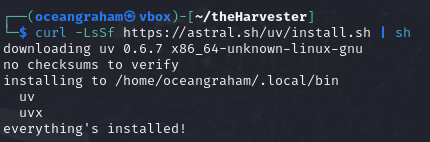 ┌──(oceangraham㉿vbox)-[~/theHarvester]
└─$ curl -LsSf https://astral.sh/uv/install.sh | sh
downloading uv 0.6.7 x86_64-unknown-linux-gnu
no checksums to verify
installing to /home/oceangraham/.local/bin
  uv
  uvx
everything's installed!